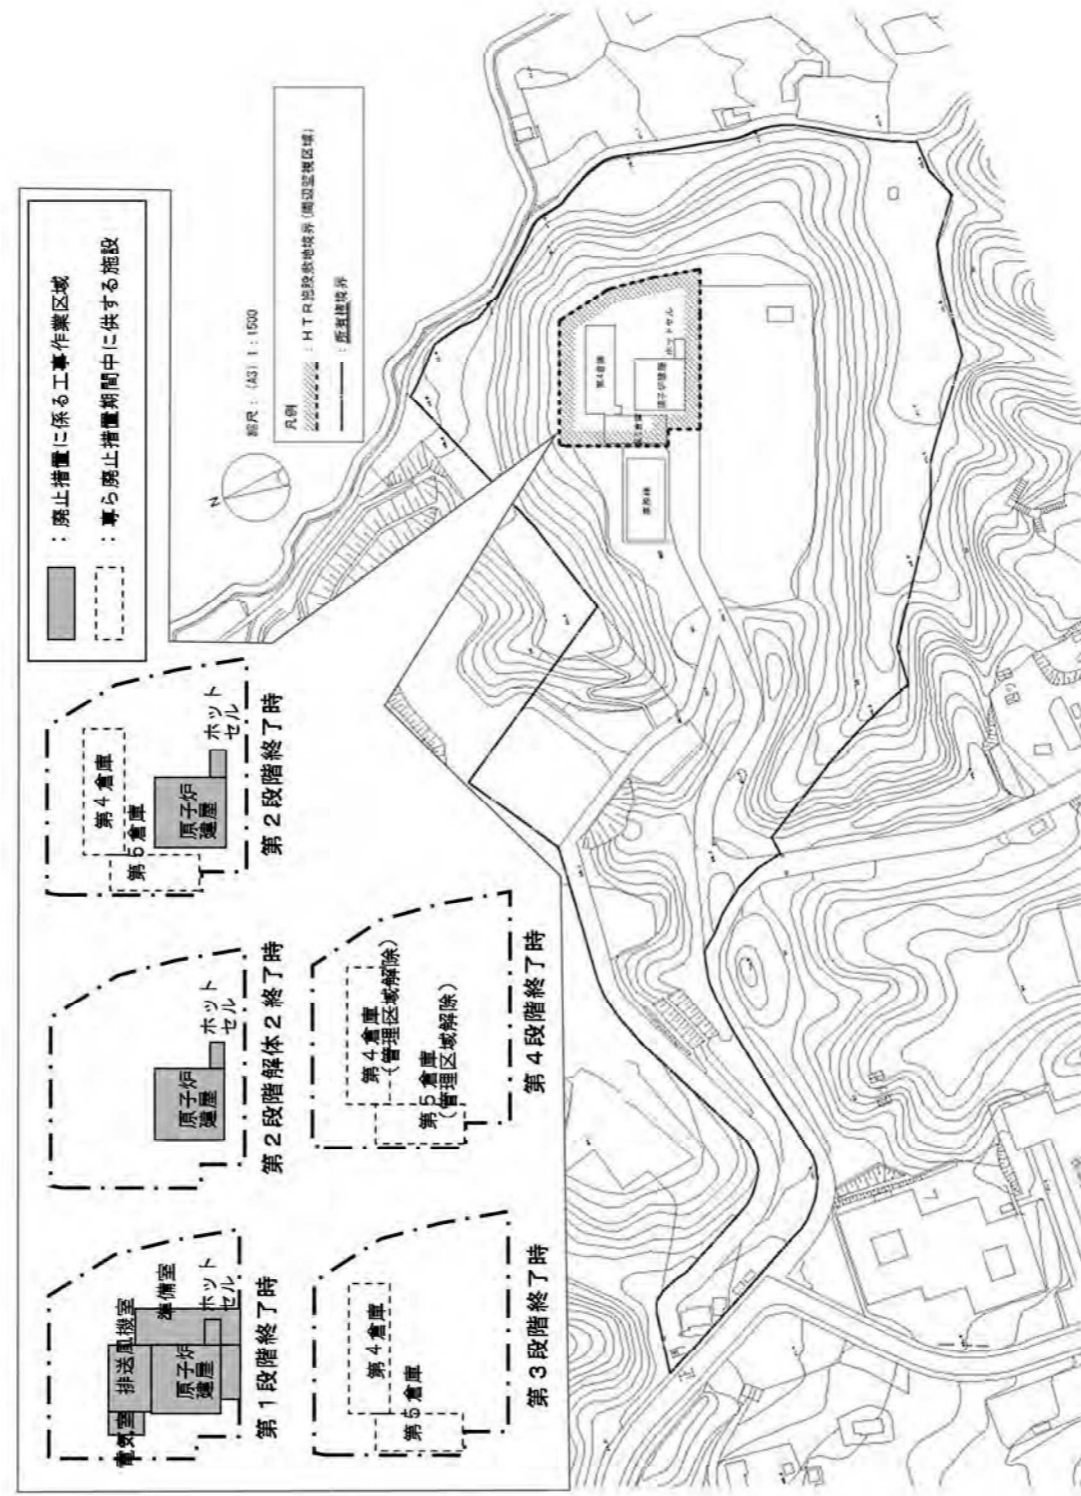 ：廃止措置に係る工事作業区域
：専ら廃止措置期間中に供する施設
電気室
排送風機室
準備室
原子炉
建屋
ホット
セル
第１段階終了時
原子炉
建屋
ホット
セル
第２段階解体２終了時
第４倉庫
第５倉庫
原子炉
建屋
ホット
セル
第２段階終了時
第４倉庫
第５倉庫
第３段階終了時
第４倉庫
（管理区域解除）
第５倉庫
（管理区域解除）
第４段階終了時
N
縮尺：（A3）1：1500
凡例
：ＨＴＲ施設敷地境界（周辺監視区域）
：所有権境界
原子炉建屋
ホットセル
正門